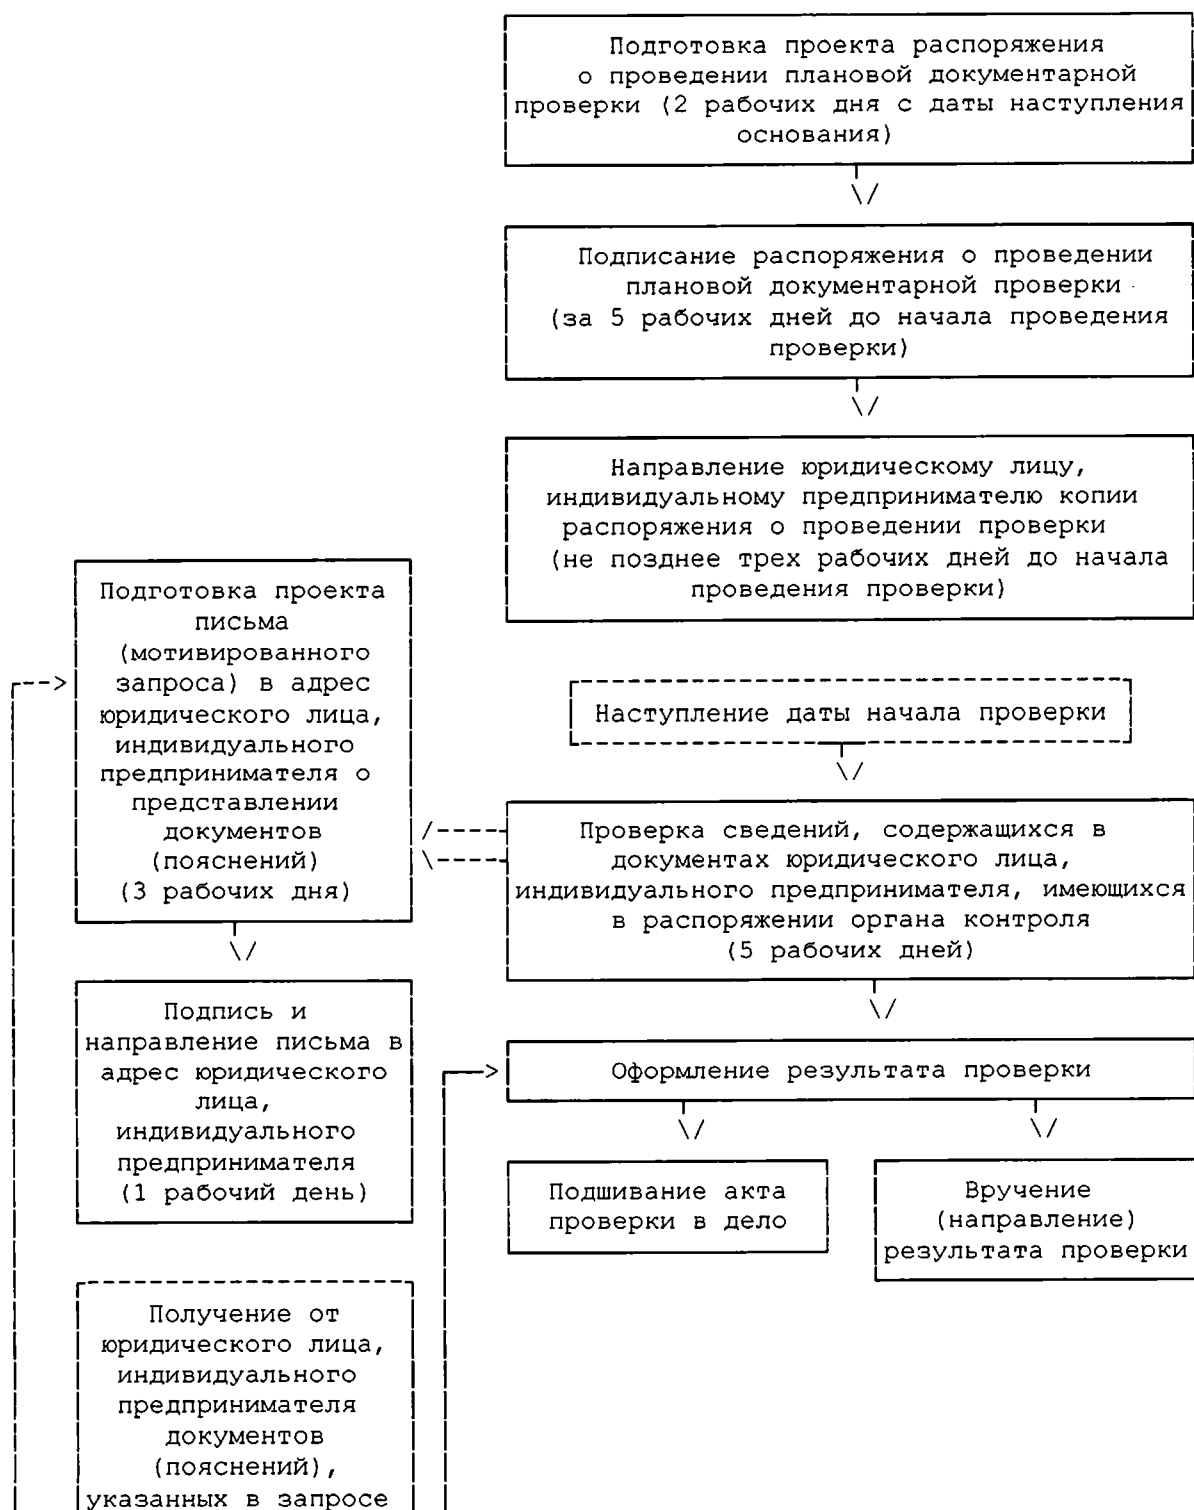 Подготовка проекта распоряжения
о проведении плановой документарной
проверки (2 рабочих дня с даты наступления
основания)
Подписание распоряжения о проведении
плановой документарной проверки
(за 5 рабочих дней до начала проведения
проверки)
Направление юридическому лицу,
индивидуальному предпринимателю копии
распоряжения о проведении проверки
(не позднее трех рабочих дней до начала
проведения проверки)
Наступление даты начала проверки
Проверка сведений, содержащихся в
документах юридического лица,
индивидуального предпринимателя, имеющихся
в распоряжении органа контроля
(5 рабочих дней)
Подготовка проекта
письма
(мотивированного
запроса) в адрес
юридического лица,
индивидуального
предпринимателя о
представлении
документов
(пояснений)
(3 рабочих дня)
Подпись и
направление письма в
адрес юридического
лица,
индивидуального
предпринимателя
(1 рабочий день)
Получение от
юридического лица,
индивидуального
предпринимателя
документов
(пояснений),
указанных в запросе
Оформление результата проверки
Подшивание акта
проверки в дело
Вручение
(направление)
результата проверки